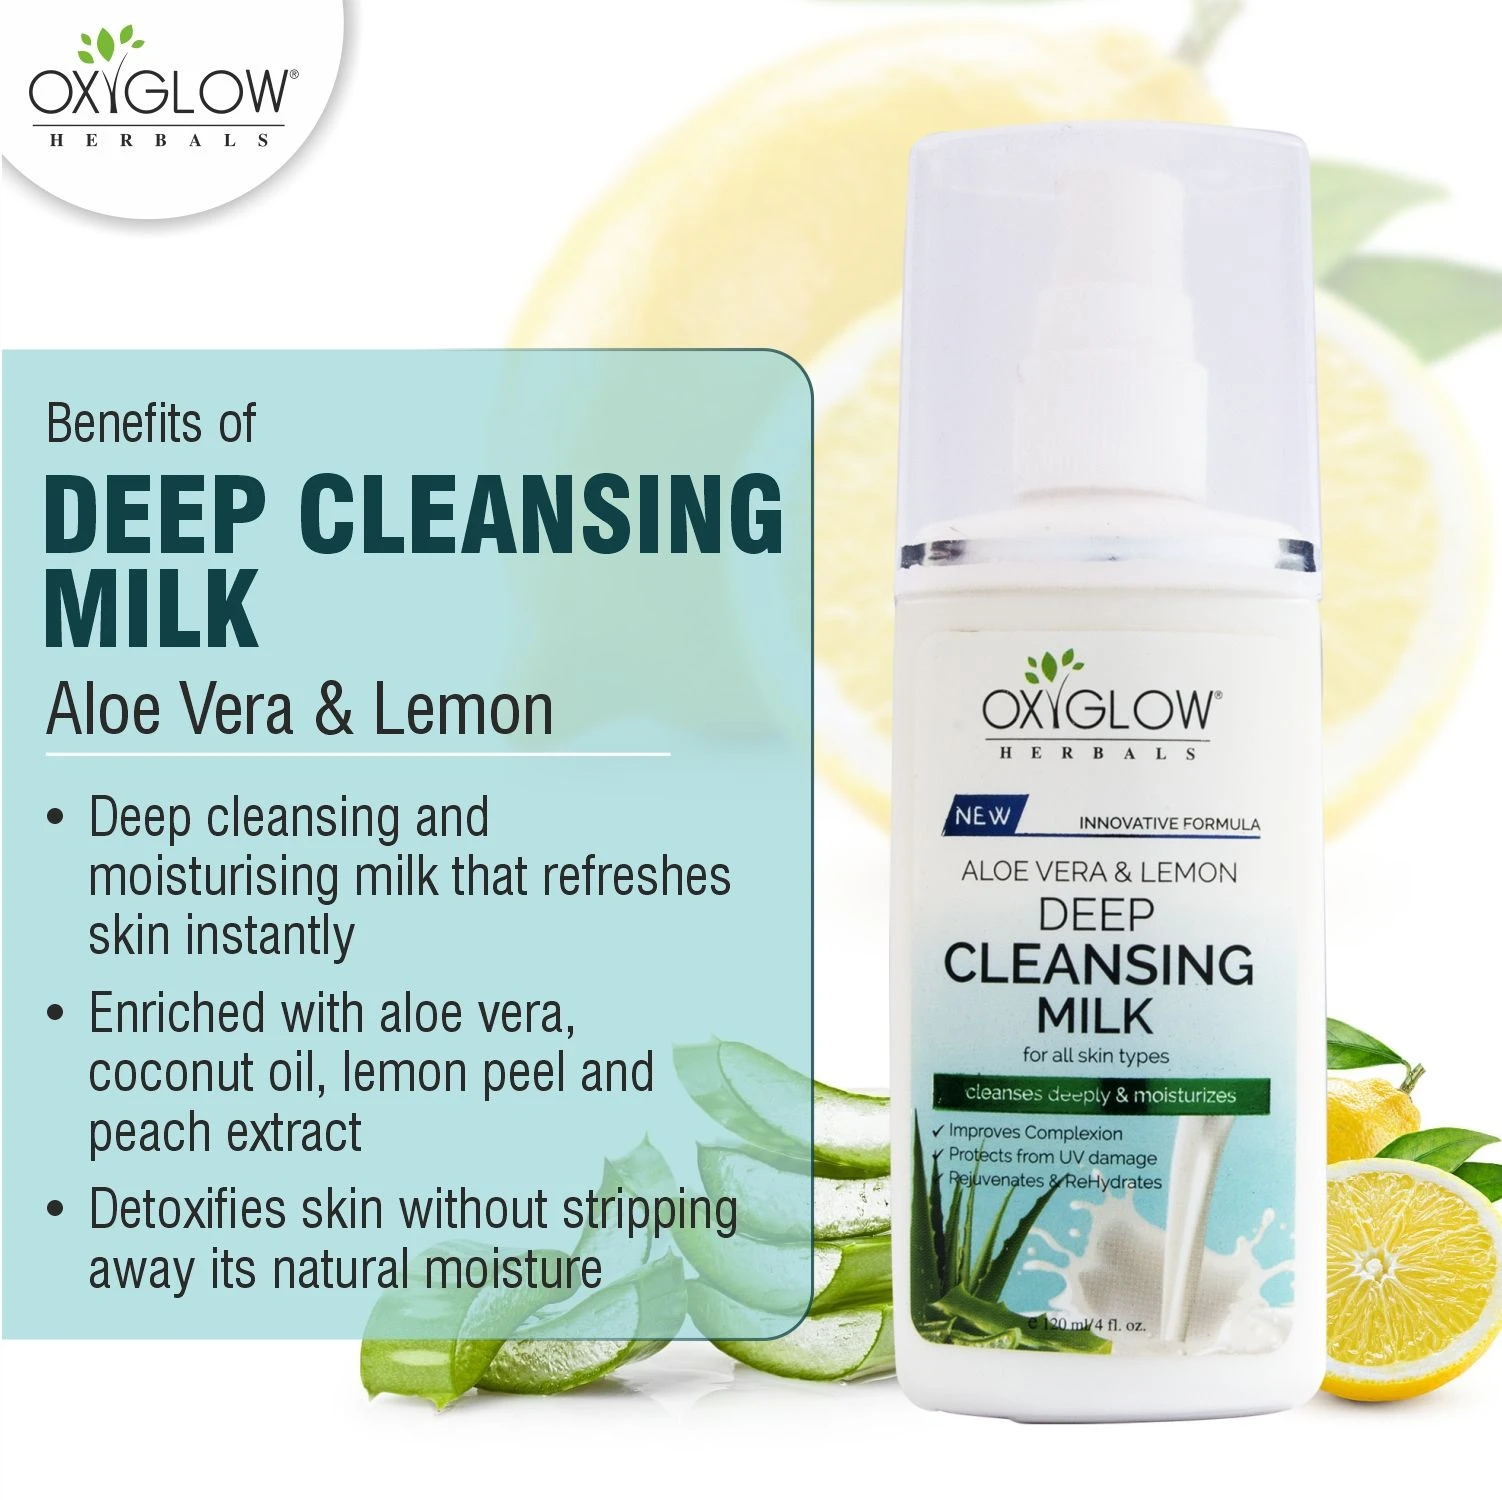 OXYGLOW®
HERBALS
Benefits of
DEEP CLEANSING
MILK
Aloe Vera & Lemon
• Deep cleansing and
moisturising milk that refreshes
skin instantly
• Enriched with aloe vera,
coconut oil, lemon peel and
peach extract
• Detoxifies skin without stripping
away its natural moisture
OXYGLOW®
HERBALS
NEW
INNOVATIVE FORMULA
ALOE VERA & LEMON
DEEP
CLEANSING
MILK
for all skin types
cleanses deeply & moisturizes
✓ Improves Complexion
✓ Protects from UV damage
✓ Rejuvenates & ReHydrates
e 120 ml/4 fl. oz.